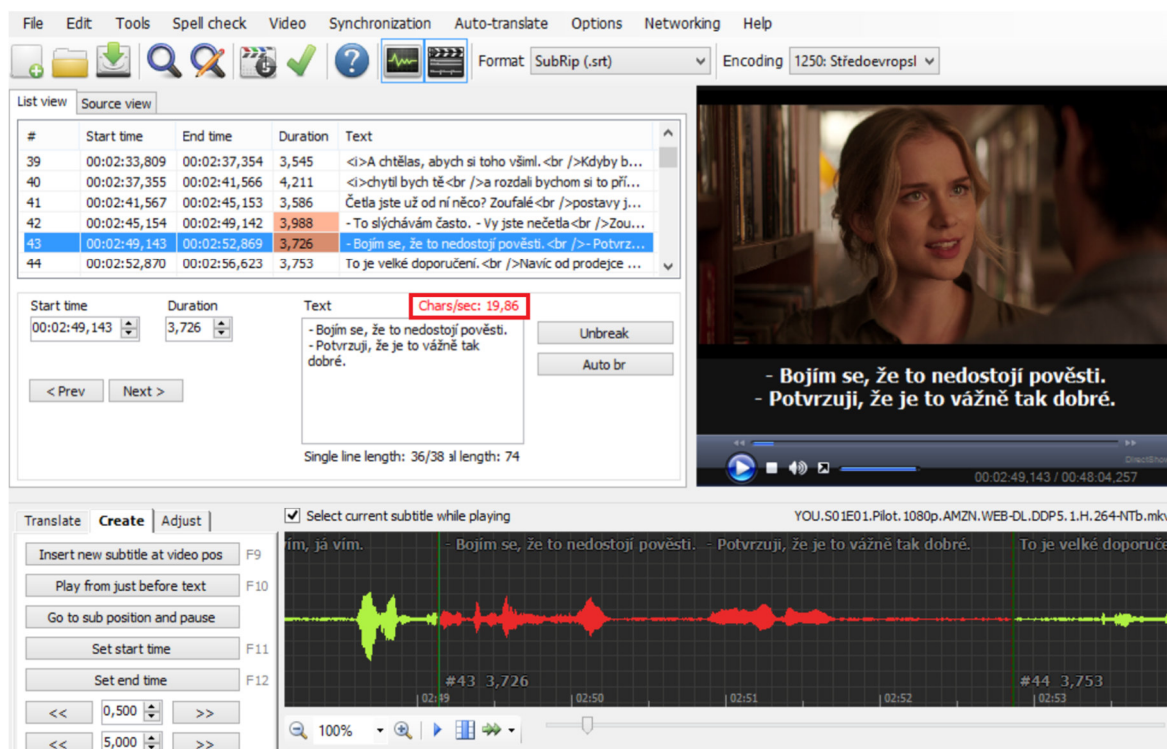 File Edit Tools Spell check Video Synchronization Auto-translate Options Networking Help
Format SubRip (.srt) Encoding 1250: Středoevropsl
List view Source view
# Start time End time Duration Text
39 00:02:33,809 00:02:37,354 3,545 <i>A chtělas, abych si toho všiml.<br />Kdyby b...
40 00:02:37,355 00:02:41,566 4,211 <i>chytil bych tě<br />a rozdali bychom si to pří...
41 00:02:41,567 00:02:45,153 3,586 Četla jste už od ní něco? Zoufalé<br />postavy j...
42 00:02:45,154 00:02:49,142 3,988 - To slýchávám často. - Vy jste nečetla<br />Zou...
43 00:02:49,143 00:02:52,869 3,726 - Bojím se, že to nedostojí pověsti.<br />- Potvrz...
44 00:02:52,870 00:02:56,623 3,753 To je velké doporučení.<br />Navíc od prodejce ...
Start time Duration Text Chars/sec: 19,86
00:02:49,143 3,726
- Bojím se, že to nedostojí pověsti.
- Potvrzuji, že je to vážně tak
dobré.
Unbreak
Auto br
< Prev Next >
Single line length: 36/38 al length: 74
- Bojím se, že to nedostojí pověsti.
- Potvrzuji, že je to vážně tak dobré.
DirectShow
00:02:49,143 / 00:48:04,257
Translate Create Adjust
Select current subtitle while playing YOU.S01E01.Pilot.1080p.AMZN.WEB-DL.DDP5.1.H.264-NTb.mkv
Insert new subtitle at video pos F9
Play from just before text F10
Go to sub position and pause
Set start time F11
Set end time F12
<< 0,500 >>
<< 5,000 >>
ím, já vím. - Bojím se, že to nedostojí pověsti. - Potvrzuji, že je to vážně tak dobré. To je velké doporuče
#43 3,726 #44 3,753
02:49 02:50 02:51 02:52 02:53
100%